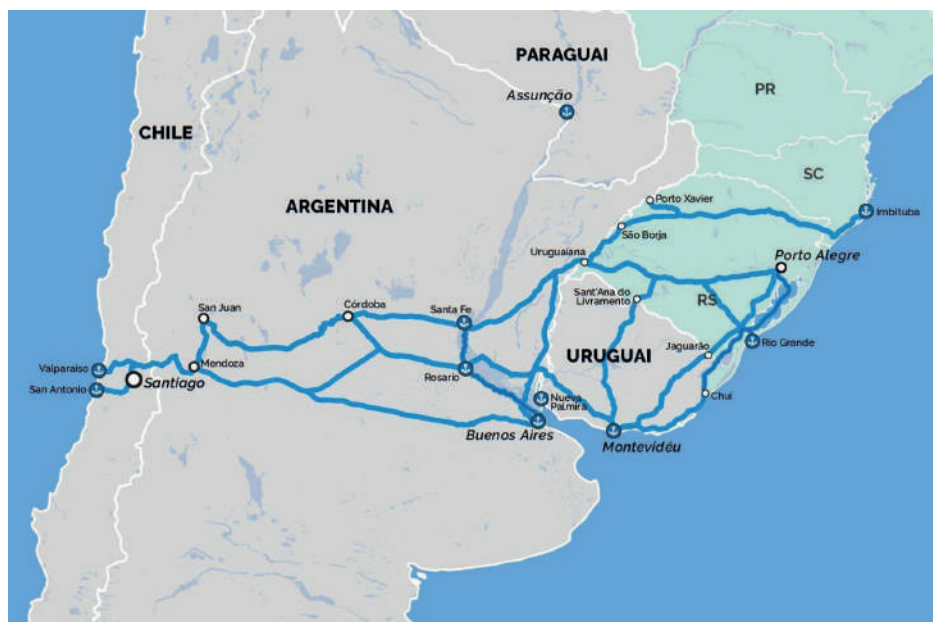 PARAGUAI
Assunção
PR
CHILE
SC
ARGENTINA
Porto Xavier
Imbituba
São Borja
Uruguaiana
Porto Alegre
Sant'Ana do
Livramento
San Juan
Córdoba
Santa Fe
RS
Rio Grande
Jaguarão
URUGUAI
Valparaiso
Mendoza
Santiago
San Antonio
Rosario
Chuí
Nueva
Palmira
Buenos Aires
Montevidéu